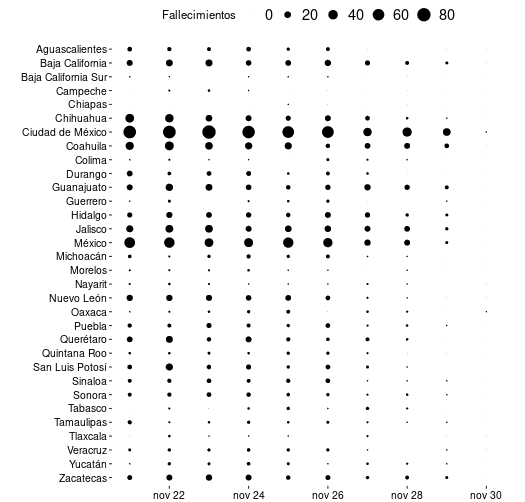 Fallecimientos 0 20 40 60 80
Aguascalientes
Baja California
Baja California Sur
Campeche
Chiapas
Chihuahua
Ciudad de México
Coahuila
Colima
Durango
Guanajuato
Guerrero
Hidalgo
Jalisco
México
Michoacán
Morelos
Nayarit
Nuevo León
Oaxaca
Puebla
Querétaro
Quintana Roo
San Luis Potosí
Sinaloa
Sonora
Tabasco
Tamaulipas
Tlaxcala
Veracruz
Yucatán
Zacatecas
nov 22 nov 24 nov 26 nov 28 nov 30